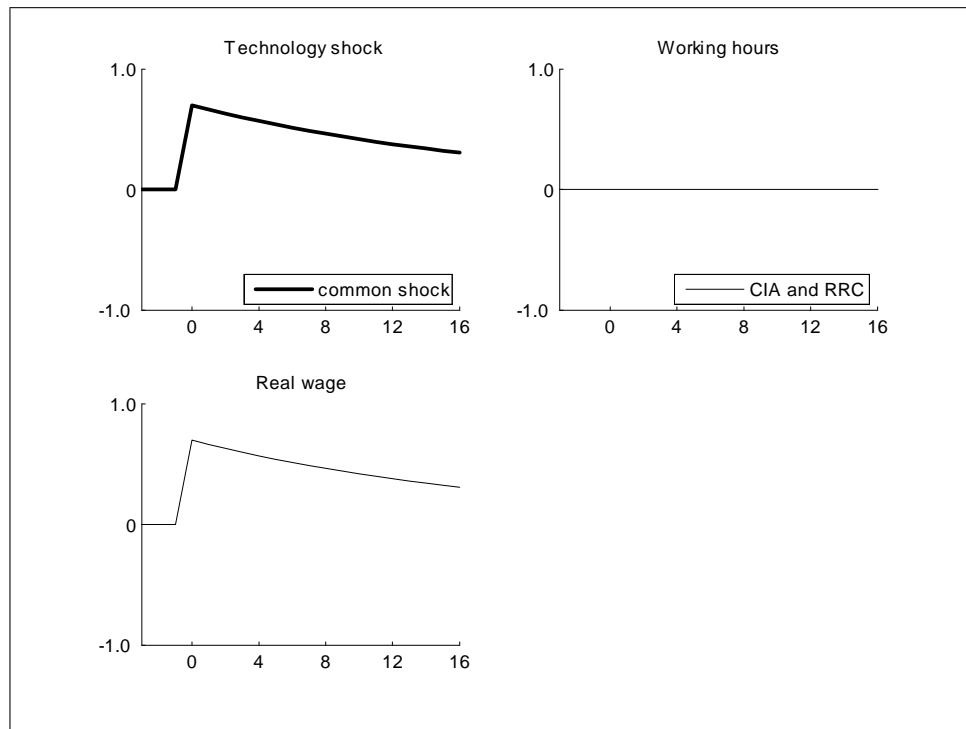 Technology shock
1.0
0
-1.0
0 4 8 12 16
common shock
Working hours
1.0
0
-1.0
0 4 8 12 16
CIA and RRC
Real wage
1.0
0
-1.0
0 4 8 12 16